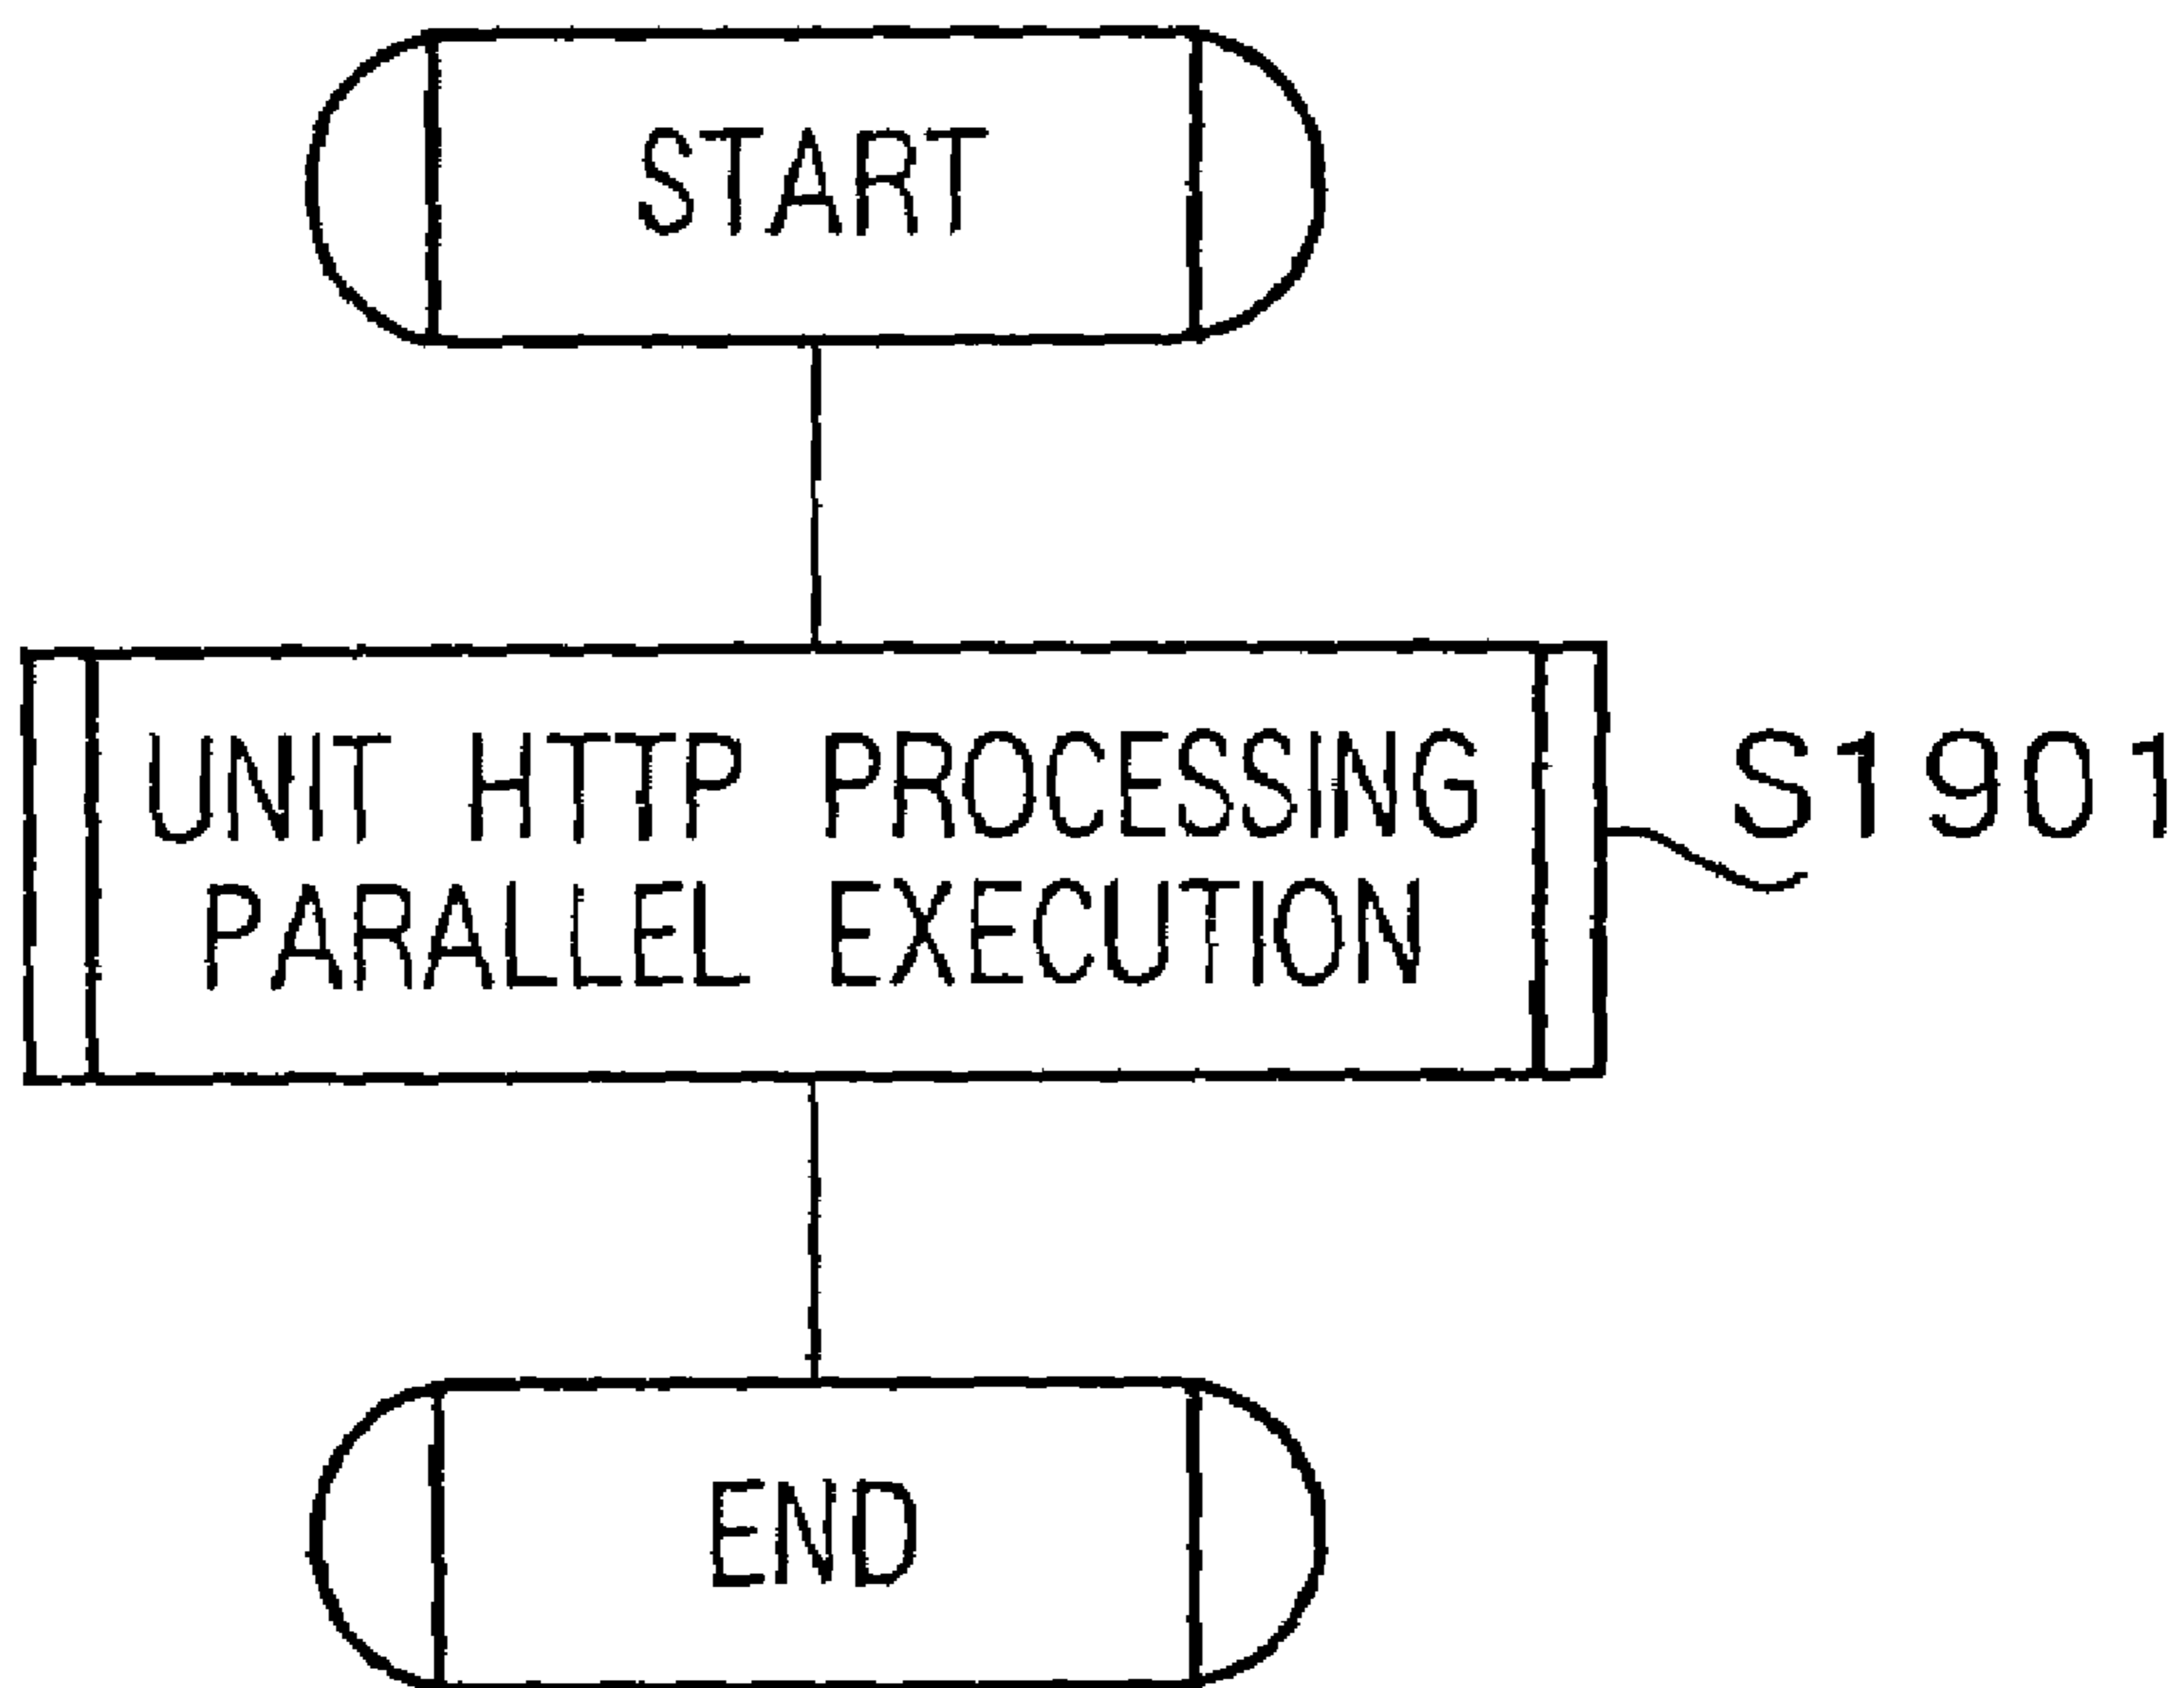 START
UNIT HTTP PROCESSING
PARALLEL EXECUTION
S1901
END